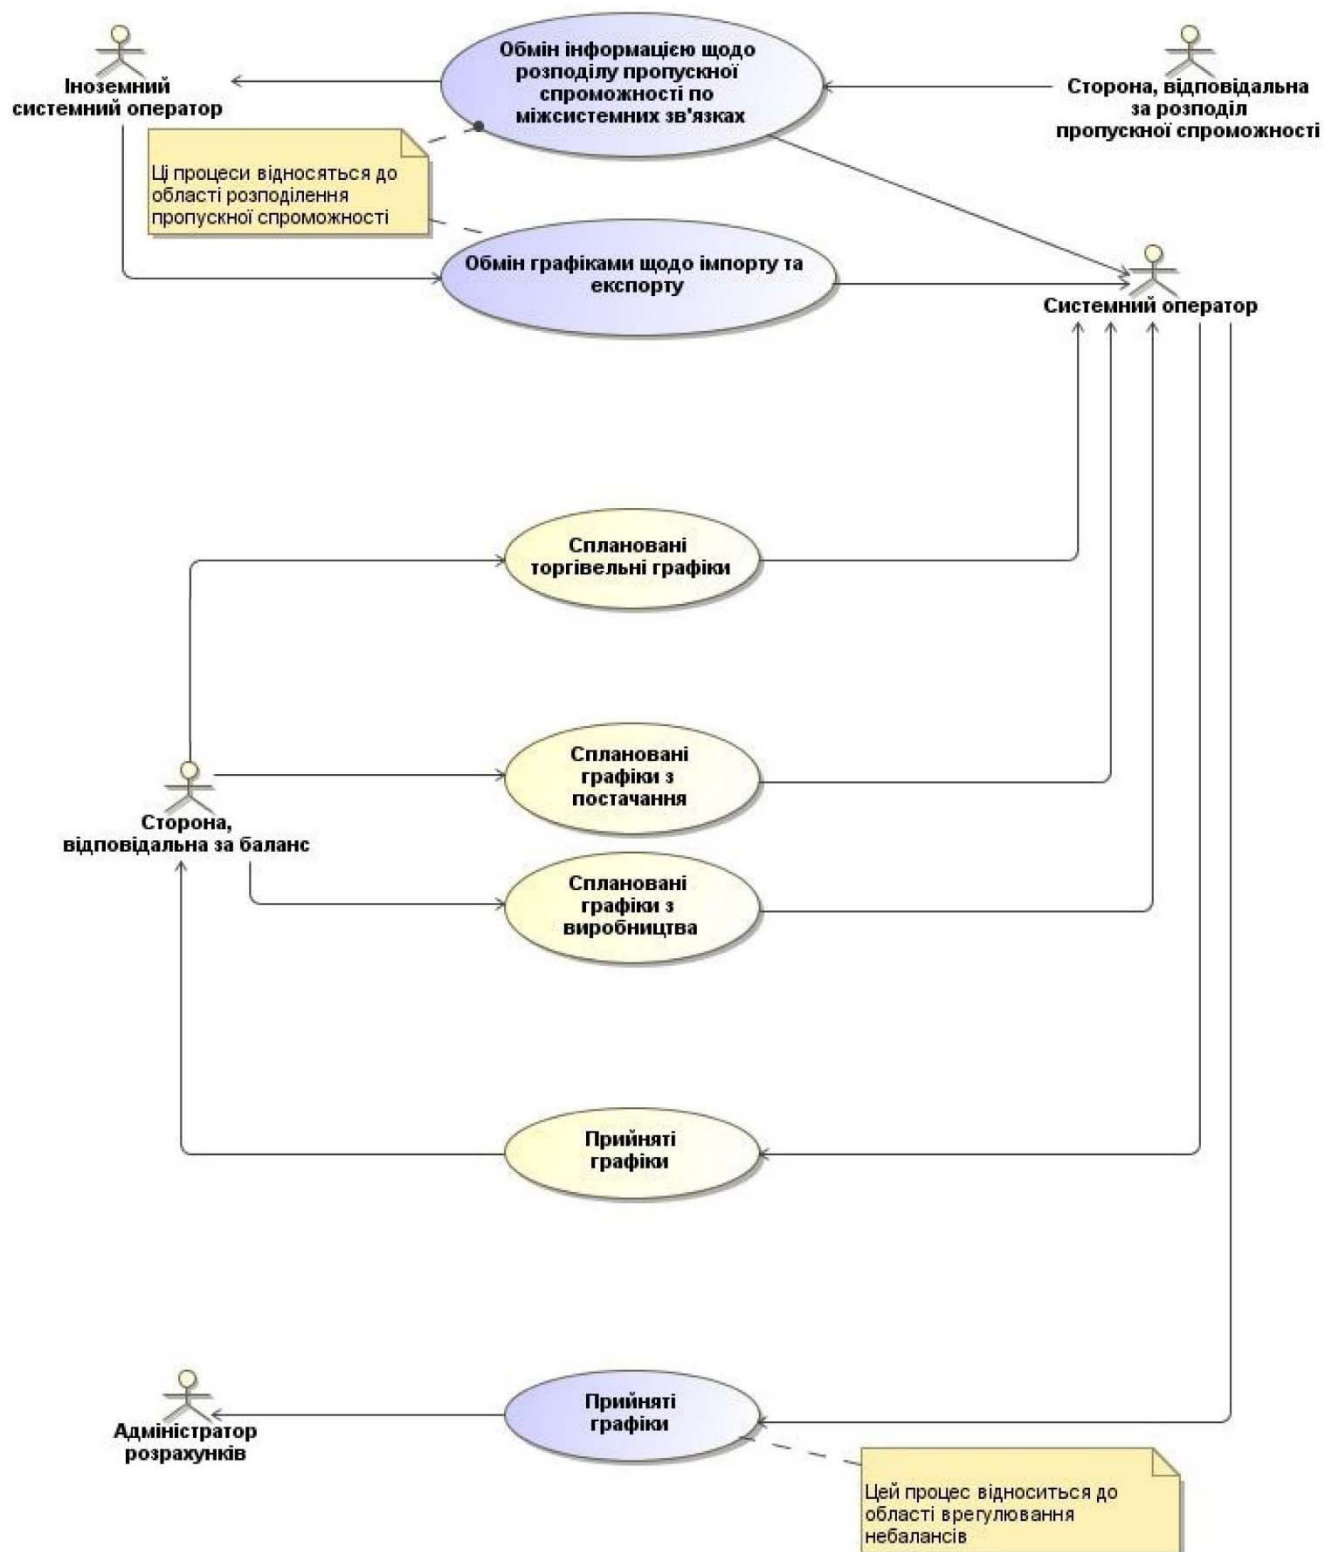 Обмін інформацією щодо
розподілу пропускної
спроможності по
міжсистемних зв'язках
Іноземний
системний оператор
Сторона, відповідальна
за розподіл
пропускної спроможності
Ці процеси відносяться до
області розподілення
пропускної спроможності
Обмін графіками щодо імпорту та
експорту
Системний оператор
Сплановані
торгівельні графіки
Сплановані
графіки з
постачання
Сторона,
відповідальна за баланс
Сплановані
графіки з
виробництва
Прийняті
графіки
Адміністратор
розрахунків
Прийняті
графіки
Цей процес відноситься до
області врегулювання
небалансів